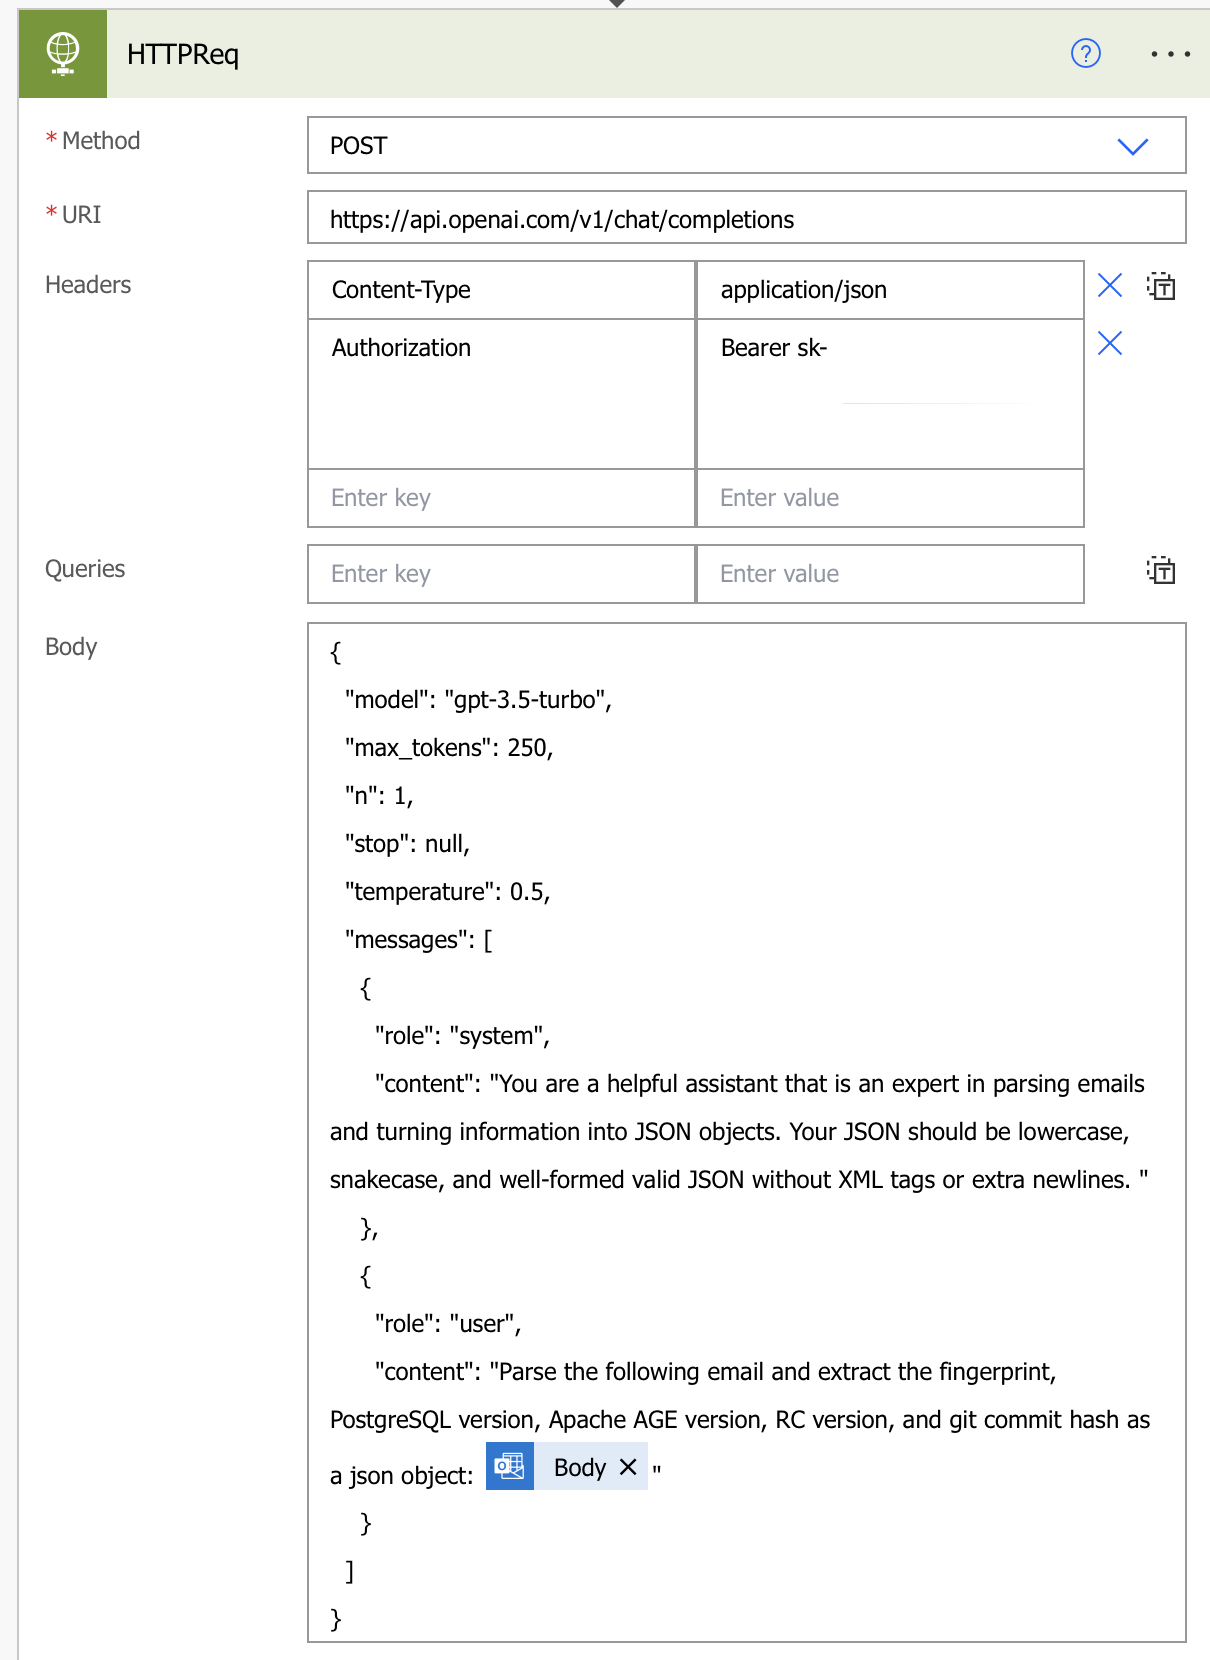 HTTPReq
* Method
POST
* URI
https://api.openai.com/v1/chat/completions
Headers
Content-Type
application/json
Authorization
Bearer sk-
Enter key
Enter value
Queries
Enter key
Enter value
Body
{
"model": "gpt-3.5-turbo",
"max_tokens": 250,
"n": 1,
"stop": null,
"temperature": 0.5,
"messages": [
{
"role": "system",
"content": "You are a helpful assistant that is an expert in parsing emails
and turning information into JSON objects. Your JSON should be lowercase,
snakecase, and well-formed valid JSON without XML tags or extra newlines. "
},
{
"role": "user",
"content": "Parse the following email and extract the fingerprint,
PostgreSQL version, Apache AGE version, RC version, and git commit hash as
a json object: Body "
}
]
}